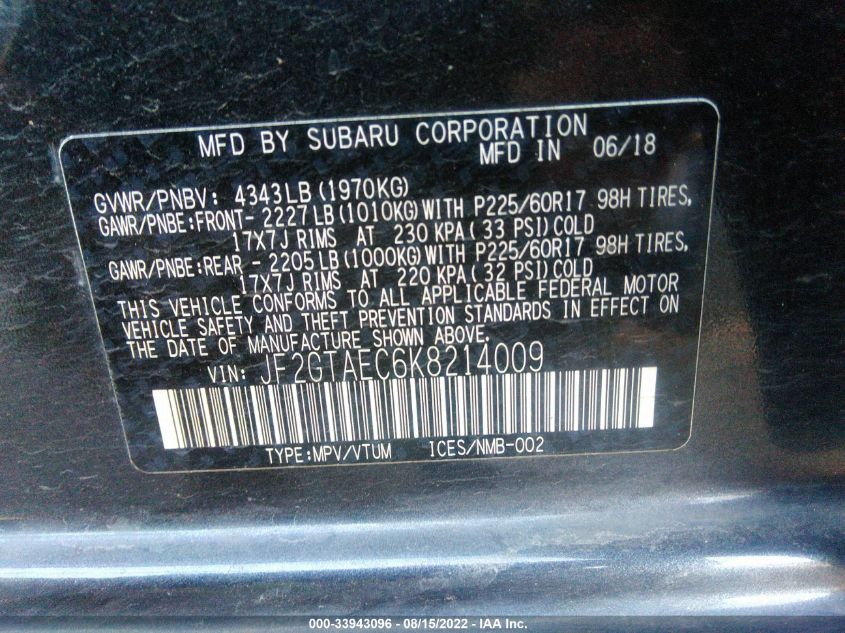 MFD BY SUBARU CORPORATION
MFD IN 06/18
GVWR/PNBV: 4343LB (1970KG)
GAWR/PNBE:FRONT- 2227LB (1010KG) WITH P225/60R17 98H TIRES,
17X7J RIMS AT 230 KPA (33 PSI) COLD
GAWR/PNBE:REAR - 2205LB (1000KG) WITH P225/60R17 98H TIRES,
17X7J RIMS AT 220 KPA (32 PSI) COLD
THIS VEHICLE CONFORMS TO ALL APPLICABLE FEDERAL MOTOR
VEHICLE SAFETY AND THEFT PREVENTION STANDARDS IN EFFECT ON
THE DATE OF MANUFACTURE SHOWN ABOVE.
VIN: JF2GTAEC6K8214009
TYPE:MPV/VTUM ICES/NMB-002
000-33943096 - 08/15/2022 - IAA Inc.